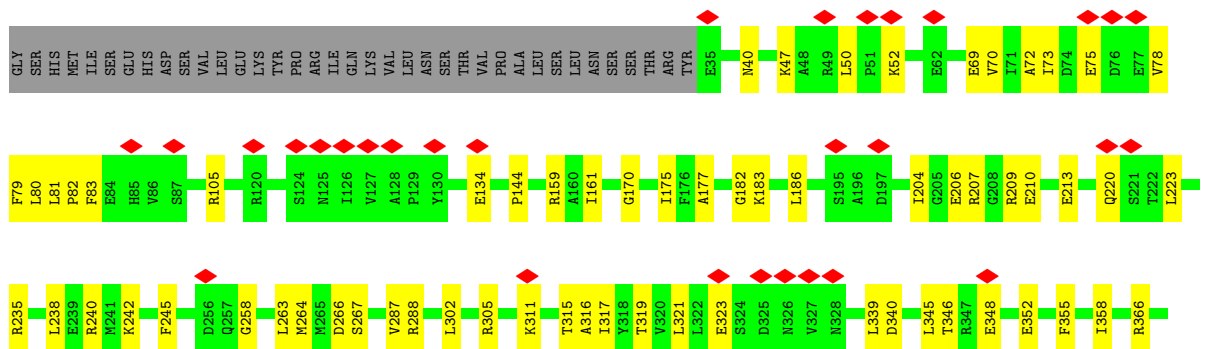 GLY SER HIS MET ILE SER GLU HIS ASP SER VAL LEU GLU LYS TYR PRO ARG ILE GLN LYS VAL LEU ASN SER THR VAL PRO ALA LEU SER LEU ASN SER SER THR ARG TYR E35 N40 K47 A48 R49 L50 P51 K52 E62 E69 V70 I71 A72 I73 D74 E75 D76 E77 V78
F79 L80 L81 P82 F83 E84 H85 V86 S87 R105 R120 S124 N125 I126 V127 A128 P129 Y130 E134 P144 R159 A160 I161 G170 I175 F176 A177 G182 K183 L186 S195 A196 D197 I204 G205 E206 R207 G208 R209 E210 E213 Q220 S221 T222 L223
R235 L238 E239 R240 M241 K242 F245 D256 Q257 G258 L263 M264 M265 D266 S267 V287 R288 L302 R305 K311 T315 A316 I317 Y318 T319 V320 L321 L322 E323 S324 D325 N326 V327 N328 L339 D340 L345 T346 R347 E348 E352 F355 I358 R366